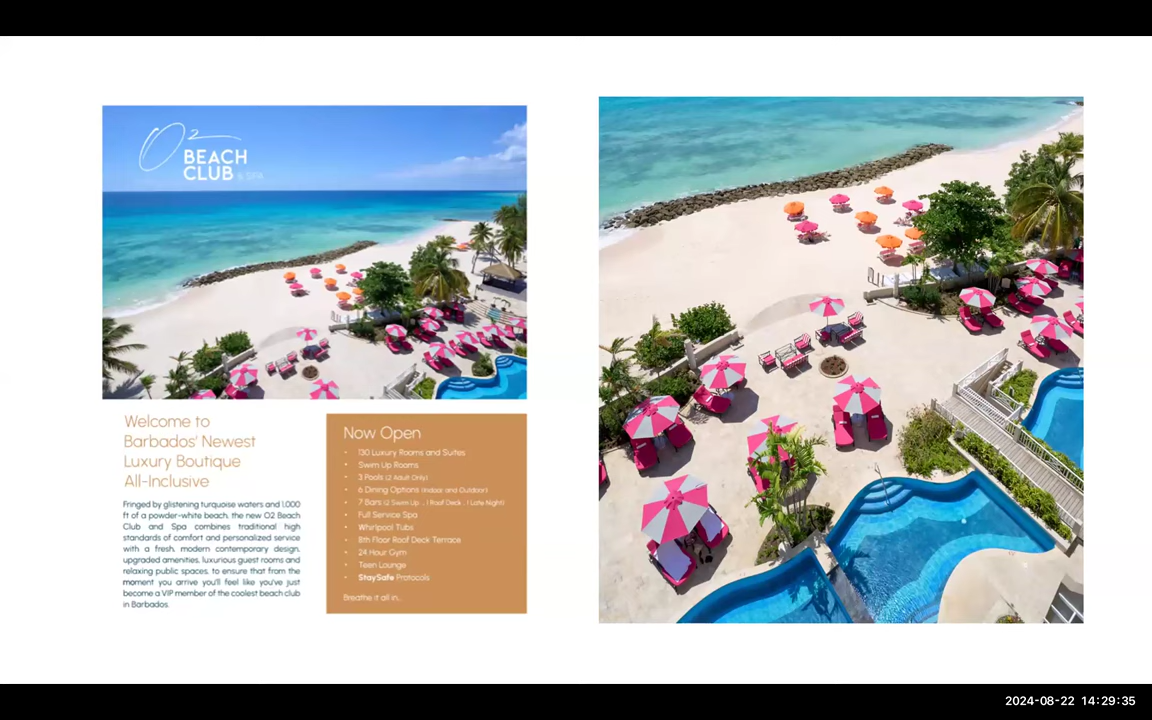 O2
BEACH
CLUB & SPA
Welcome to
Barbados' Newest
Luxury Boutique
All-Inclusive
Fringed by glistening turquoise waters and 1,000
ft of a powder-white beach, the new O2 Beach
Club and Spa combines traditional high
standards of comfort and personalized service
with a fresh, modern contemporary design,
upgraded amenities, luxurious guest rooms and
relaxing public spaces, to ensure that from the
moment you arrive you'll feel like you've just
become a VIP member of the coolest beach club
in Barbados.
Now Open
• 130 Luxury Rooms and Suites
• Swim Up Rooms
• 3 Pools (2 Adult Only)
• 6 Dining Options (Indoor and Outdoor)
• 7 Bars (2 Swim Up .. 1 Roof Deck .. 1 Late Night)
• Full Service Spa
• Whirlpool Tubs
• 8th Floor Roof Deck Terrace
• 24 Hour Gym
• Teen Lounge
• StaySafe Protocols
Breathe it all in...
2024-08-22 14:29:35